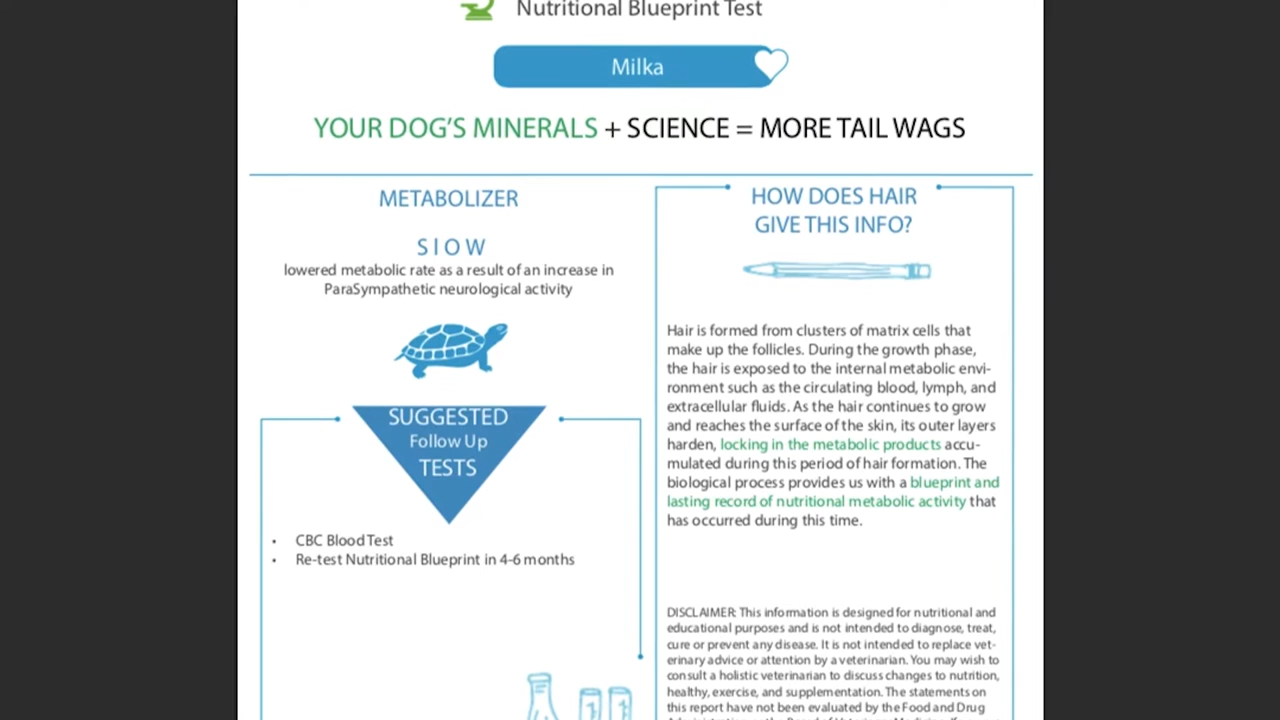 Nutritional Blueprint Test
Milka
YOUR DOG'S MINERALS + SCIENCE = MORE TAIL WAGS
METABOLIZER
SlOW
lowered metabolic rate as a result of an increase in
ParaSympathetic neurological activity
SUGGESTED
Follow Up
TESTS
• CBC Blood Test
• Re-test Nutritional Blueprint in 4-6 months
HOW DOES HAIR
GIVE THIS INFO?
Hair is formed from clusters of matrix cells that
make up the follicles. During the growth phase,
the hair is exposed to the internal metabolic envi-
ronment such as the circulating blood, lymph, and
extracellular fluids. As the hair continues to grow
and reaches the surface of the skin, its outer layers
harden, locking in the metabolic products accu-
mulated during this period of hair formation. The
biological process provides us with a blueprint and
lasting record of nutritional metabolic activity that
has occurred during this time.
DISCLAIMER: This information is designed for nutritional and
educational purposes and is not intended to diagnose, treat,
cure or prevent any disease. It is not intended to replace vet-
erinary advice or attention by a veterinarian. You may wish to
consult a holistic veterinarian to discuss changes to nutrition,
healthy, exercise, and supplementation. The statements on
this report have not been evaluated by the Food and Drug